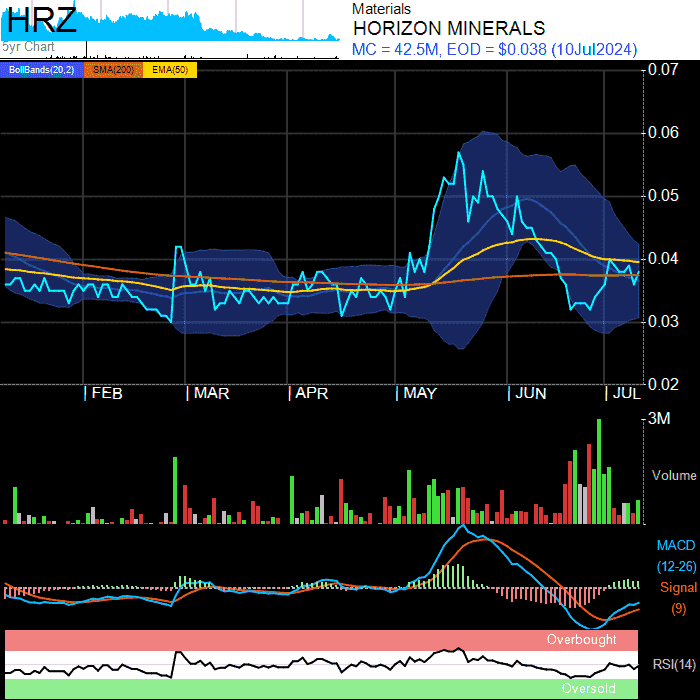 HRZ
5yr Chart
Materials
HORIZON MINERALS
MC = 42.5M, EOD = $0.038 (10Jul2024)
BollBands(20,2) SMA(200) EMA(50)
0.07
0.06
0.05
0.04
0.03
0.02
FEB MAR APR MAY JUN JUL
3M
Volume
MACD
(12-26)
Signal
(9)
Overbought
RSI(14)
Oversold